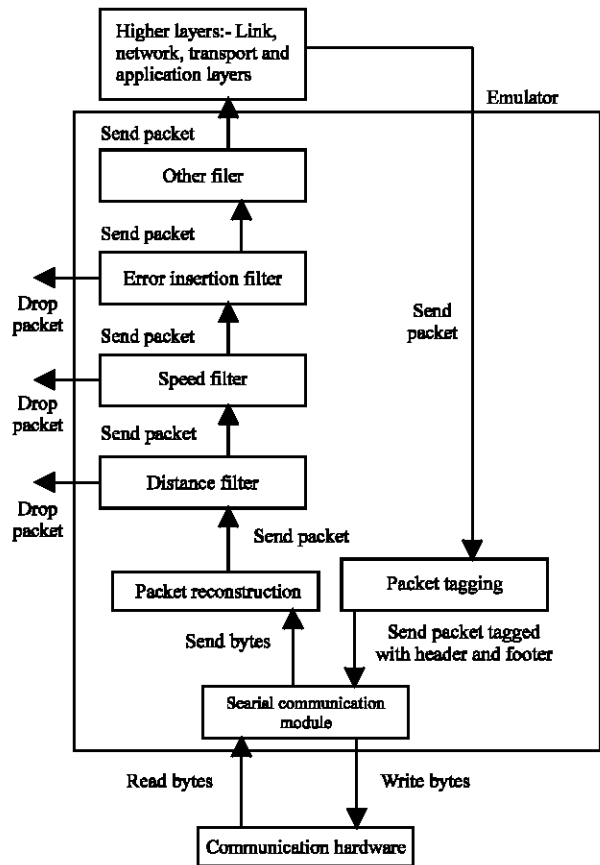 Higher layers:- Link,
network, transport and
application layers
Emulator
Send packet
Other filer
Send packet
Error insertion filter
Drop
packet
Send
packet
Send packet
Speed filter
Drop
packet
Send packet
Distance filter
Drop
packet
Send packet
Packet reconstruction
Packet tagging
Send bytes
Send packet tagged
with header and footer
Searial communication
module
Read bytes
Write bytes
Communication hardware